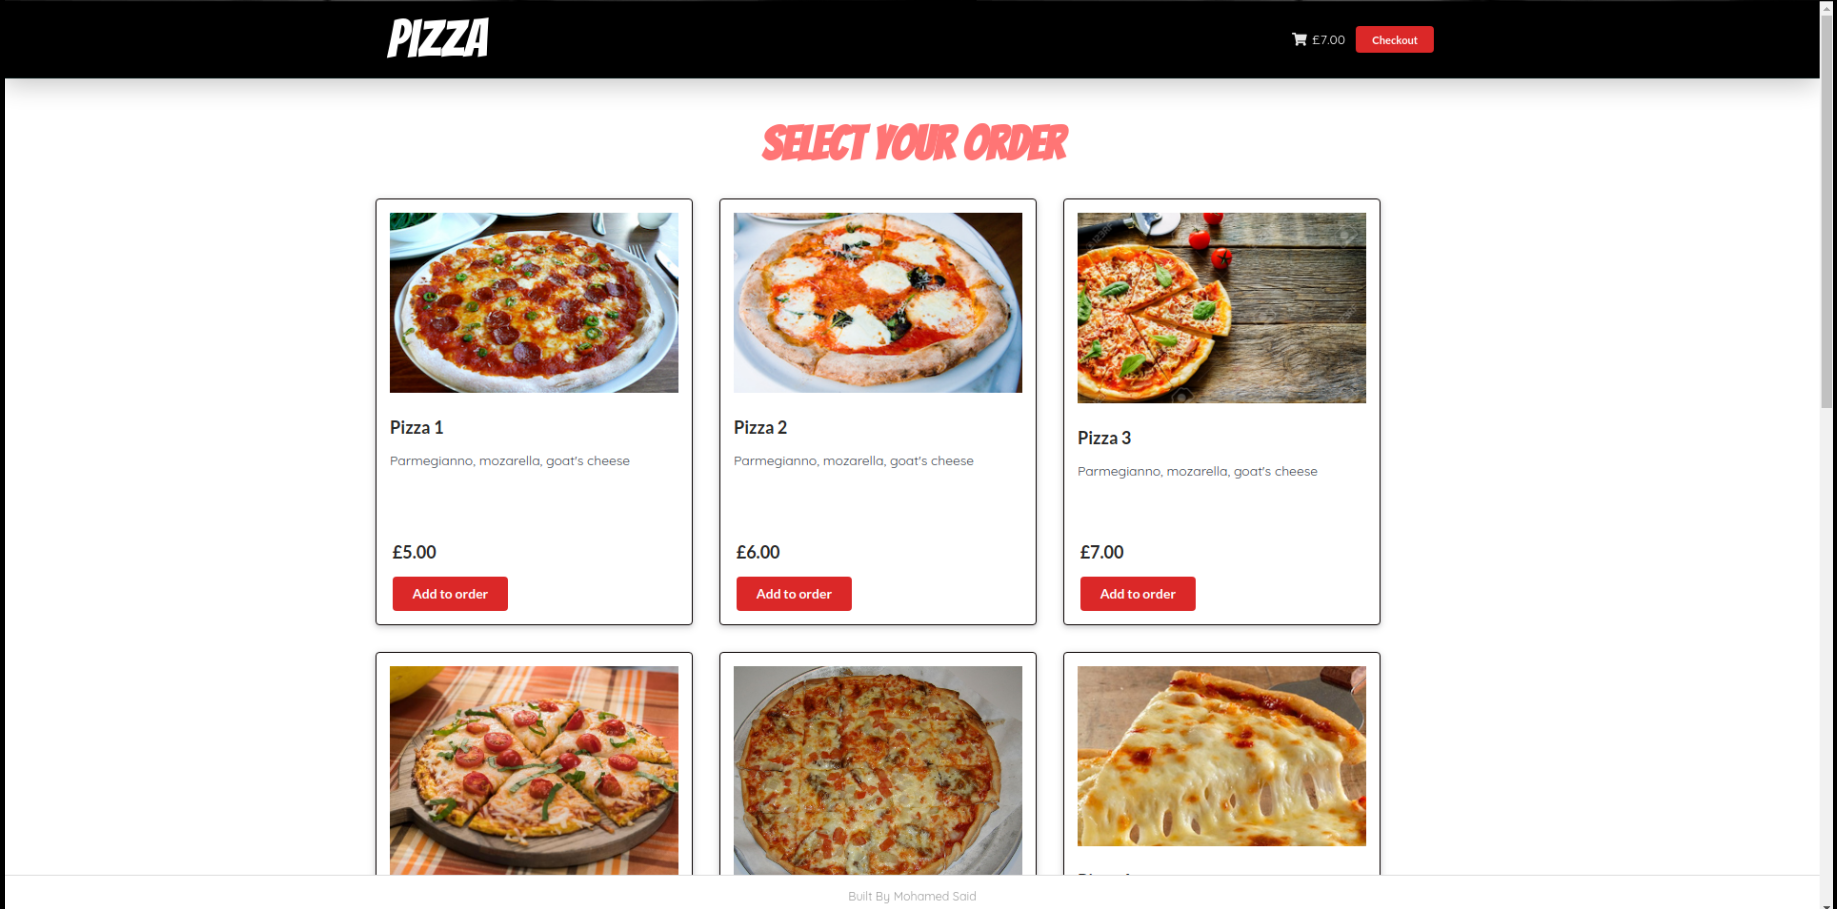 PIZZA
£7.00
Checkout
SELECT YOUR ORDER
Pizza 1
Parmegianno, mozarella, goat's cheese
£5.00
Add to order
Pizza 2
Parmegianno, mozarella, goat's cheese
£6.00
Add to order
Pizza 3
Parmegianno, mozarella, goat's cheese
£7.00
Add to order
Built By Mohamed Said